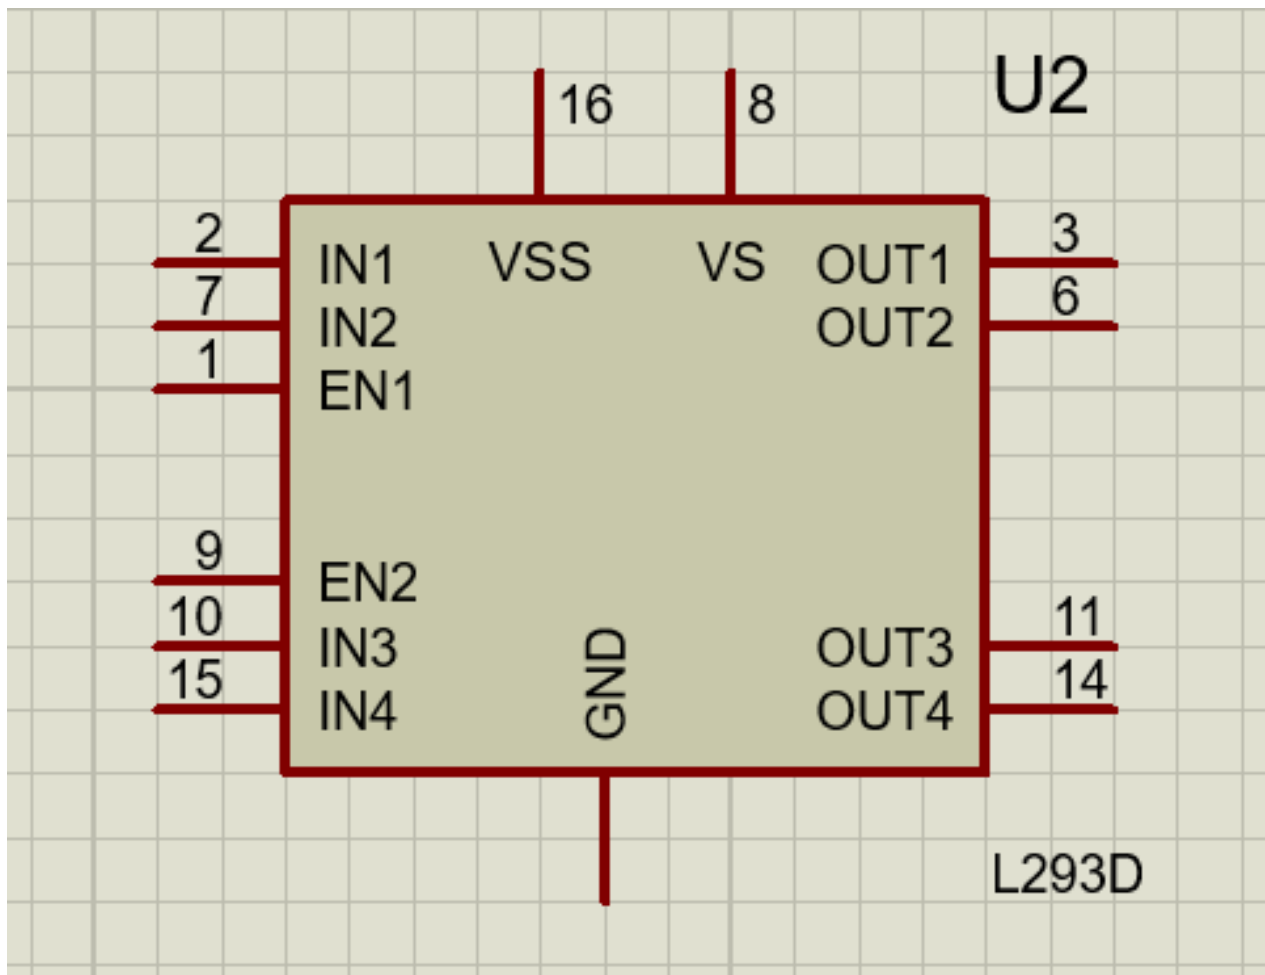 U2
16 8
2 IN1 VSS VS OUT1 3
7 IN2 OUT2 6
1 EN1
9 EN2
10 IN3 OUT3 11
15 IN4 GND OUT4 14
L293D